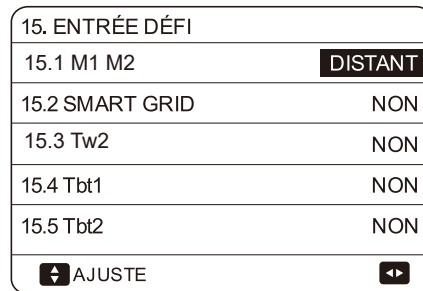 15. ENTRÉE DÉFI
15.1 M1 M2 DISTANT
15.2 SMART GRID NON
15.3 Tw2 NON
15.4 Tbt1 NON
15.5 Tbt2 NON
AJUSTE